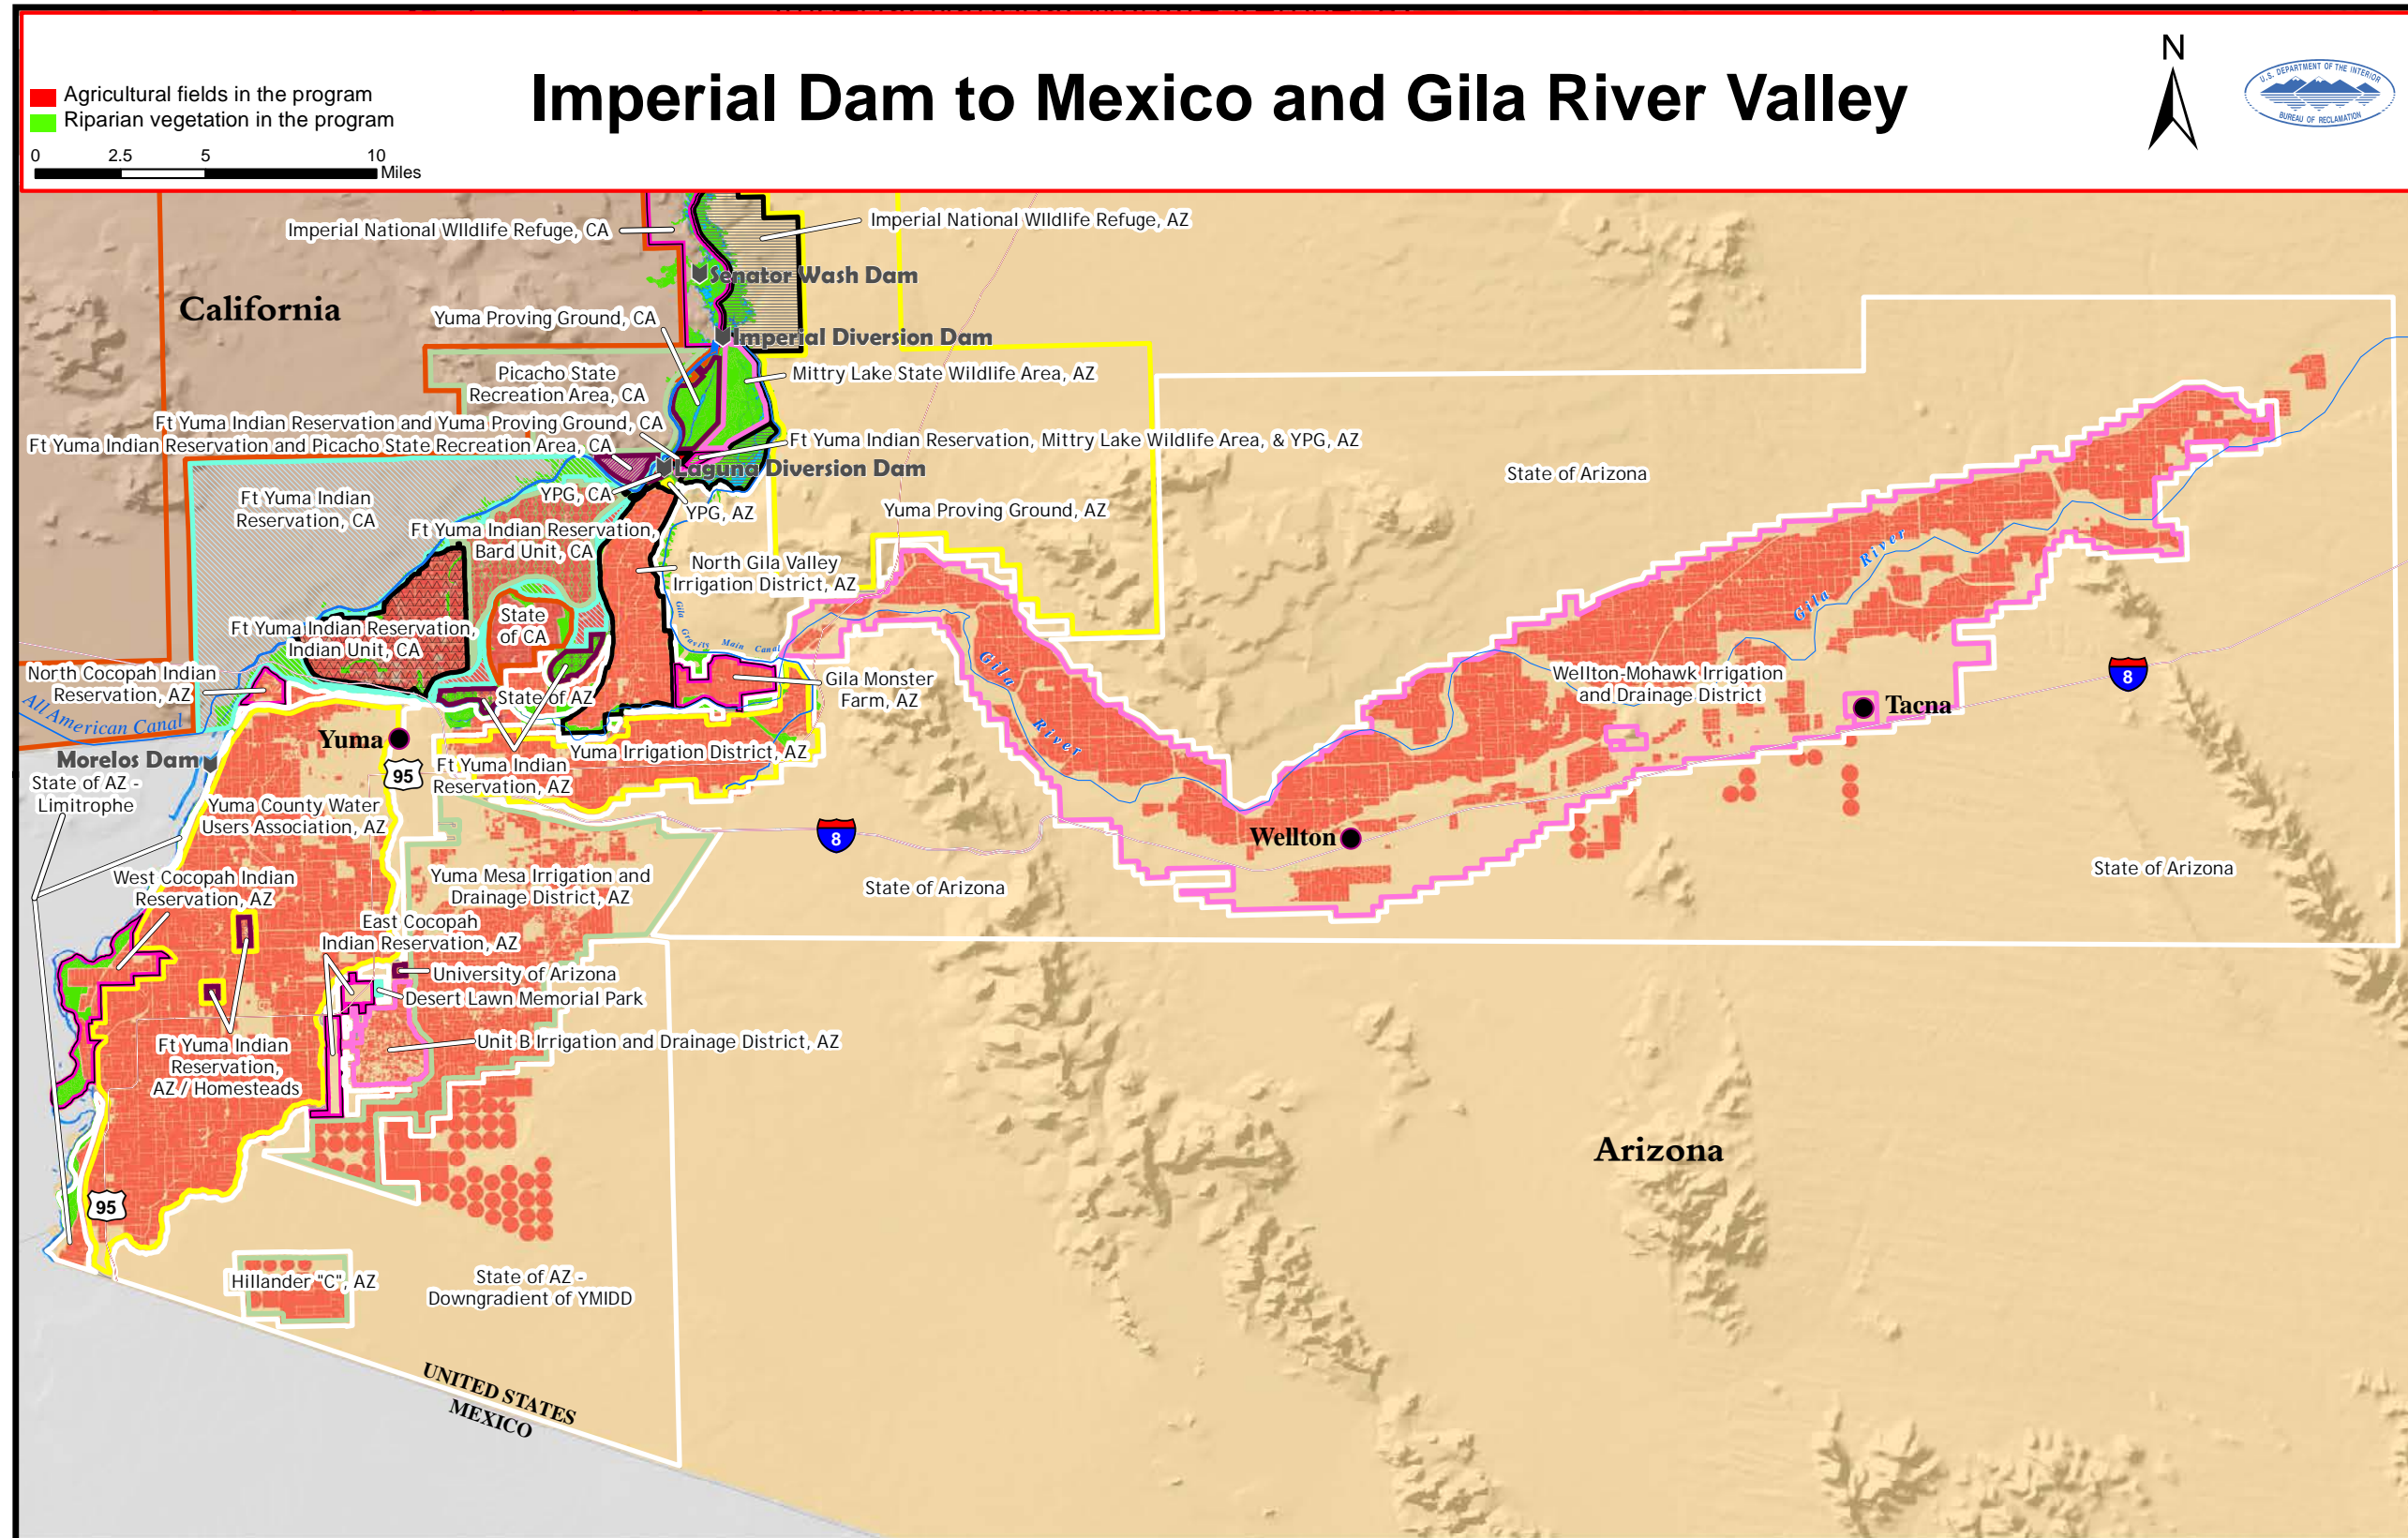 Imperial Dam to Mexico and Gila River Valley
Agricultural fields in the program
Riparian vegetation in the program
0 2.5 5 10
Miles
N
U.S. DEPARTMENT OF THE INTERIOR
BUREAU OF RECLAMATION
Imperial National WIldlife Refuge, CA
Imperial National WIldlife Refuge, AZ
Senator Wash Dam
California
Yuma Proving Ground, CA
Imperial Diversion Dam
Picacho State
Recreation Area, CA
Mittry Lake State Wildlife Area, AZ
Ft Yuma Indian Reservation and Yuma Proving Ground, CA
Ft Yuma Indian Reservation and Picacho State Recreation Area, CA
Ft Yuma Indian Reservation, Mittry Lake Wildlife Area, & YPG, AZ
Laguna Diversion Dam
State of Arizona
Ft Yuma Indian
Reservation, CA
YPG, CA
YPG, AZ
Yuma Proving Ground, AZ
Ft Yuma Indian Reservation,
Bard Unit, CA
North Gila Valley
Irrigation District, AZ
Gila River
State
of CA
Ft Yuma Indian Reservation,
Indian Unit, CA
Gila Gravity Main Canal
North Cocopah Indian
Reservation, AZ
State of AZ
Gila Monster
Farm, AZ
Gila River
Wellton-Mohawk Irrigation
and Drainage District
8
Tacna
All American Canal
Yuma
Yuma Irrigation District, AZ
Morelos Dam
95
Ft Yuma Indian
Reservation, AZ
State of AZ -
Limitrophe
Yuma County Water
Users Association, AZ
8
Wellton
West Cocopah Indian
Reservation, AZ
Yuma Mesa Irrigation and
Drainage District, AZ
State of Arizona
State of Arizona
East Cocopah
Indian Reservation, AZ
University of Arizona
Desert Lawn Memorial Park
Unit B Irrigation and Drainage District, AZ
Ft Yuma Indian
Reservation,
AZ / Homesteads
Arizona
95
Hillander "C", AZ
State of AZ -
Downgradient of YMIDD
UNITED STATES
MEXICO